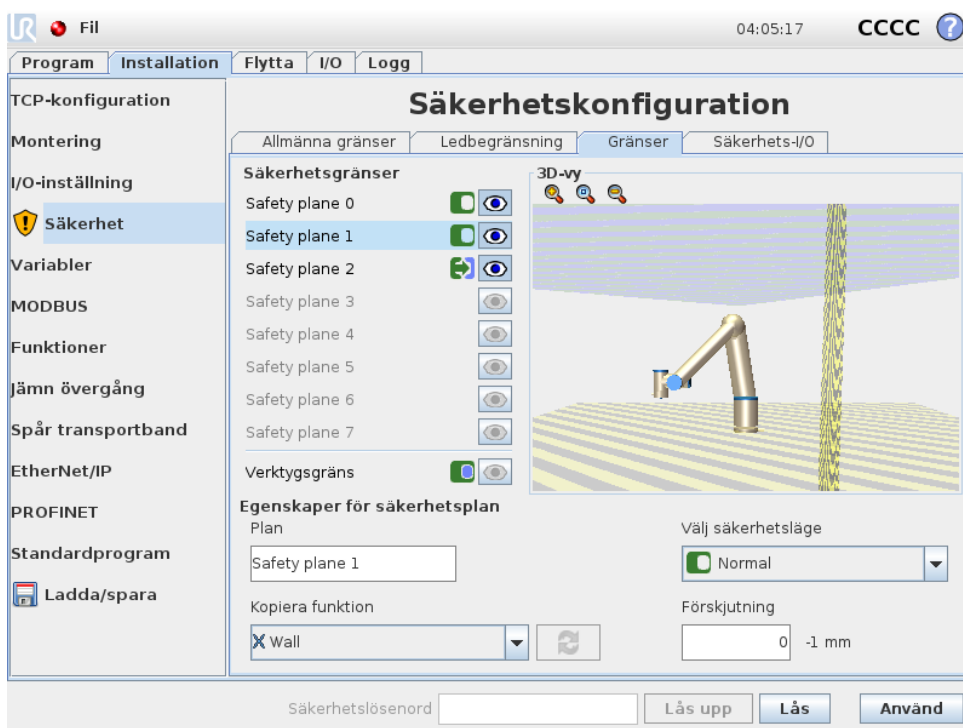 UR Fil 04:05:17 CCCC ?
Program Installation Flytta I/O Logg
TCP-konfiguration
Montering
I/O-inställning
Säkerhet
Variabler
MODBUS
Funktioner
Jämn övergång
Spår transportband
EtherNet/IP
PROFINET
Standardprogram
Ladda/spara
Säkerhetskonfiguration
Allmänna gränser Ledbegränsning Gränser Säkerhets-I/O
Säkerhetsgränser
Safety plane 0
Safety plane 1
Safety plane 2
Safety plane 3
Safety plane 4
Safety plane 5
Safety plane 6
Safety plane 7
Verktygsgräns
3D-vy
Egenskaper för säkerhetsplan
Plan
Safety plane 1
Välj säkerhetsläge
Normal
Kopiera funktion
Wall
Förskjutning
0 -1 mm
Säkerhetslösenord Lås upp Lås Använd